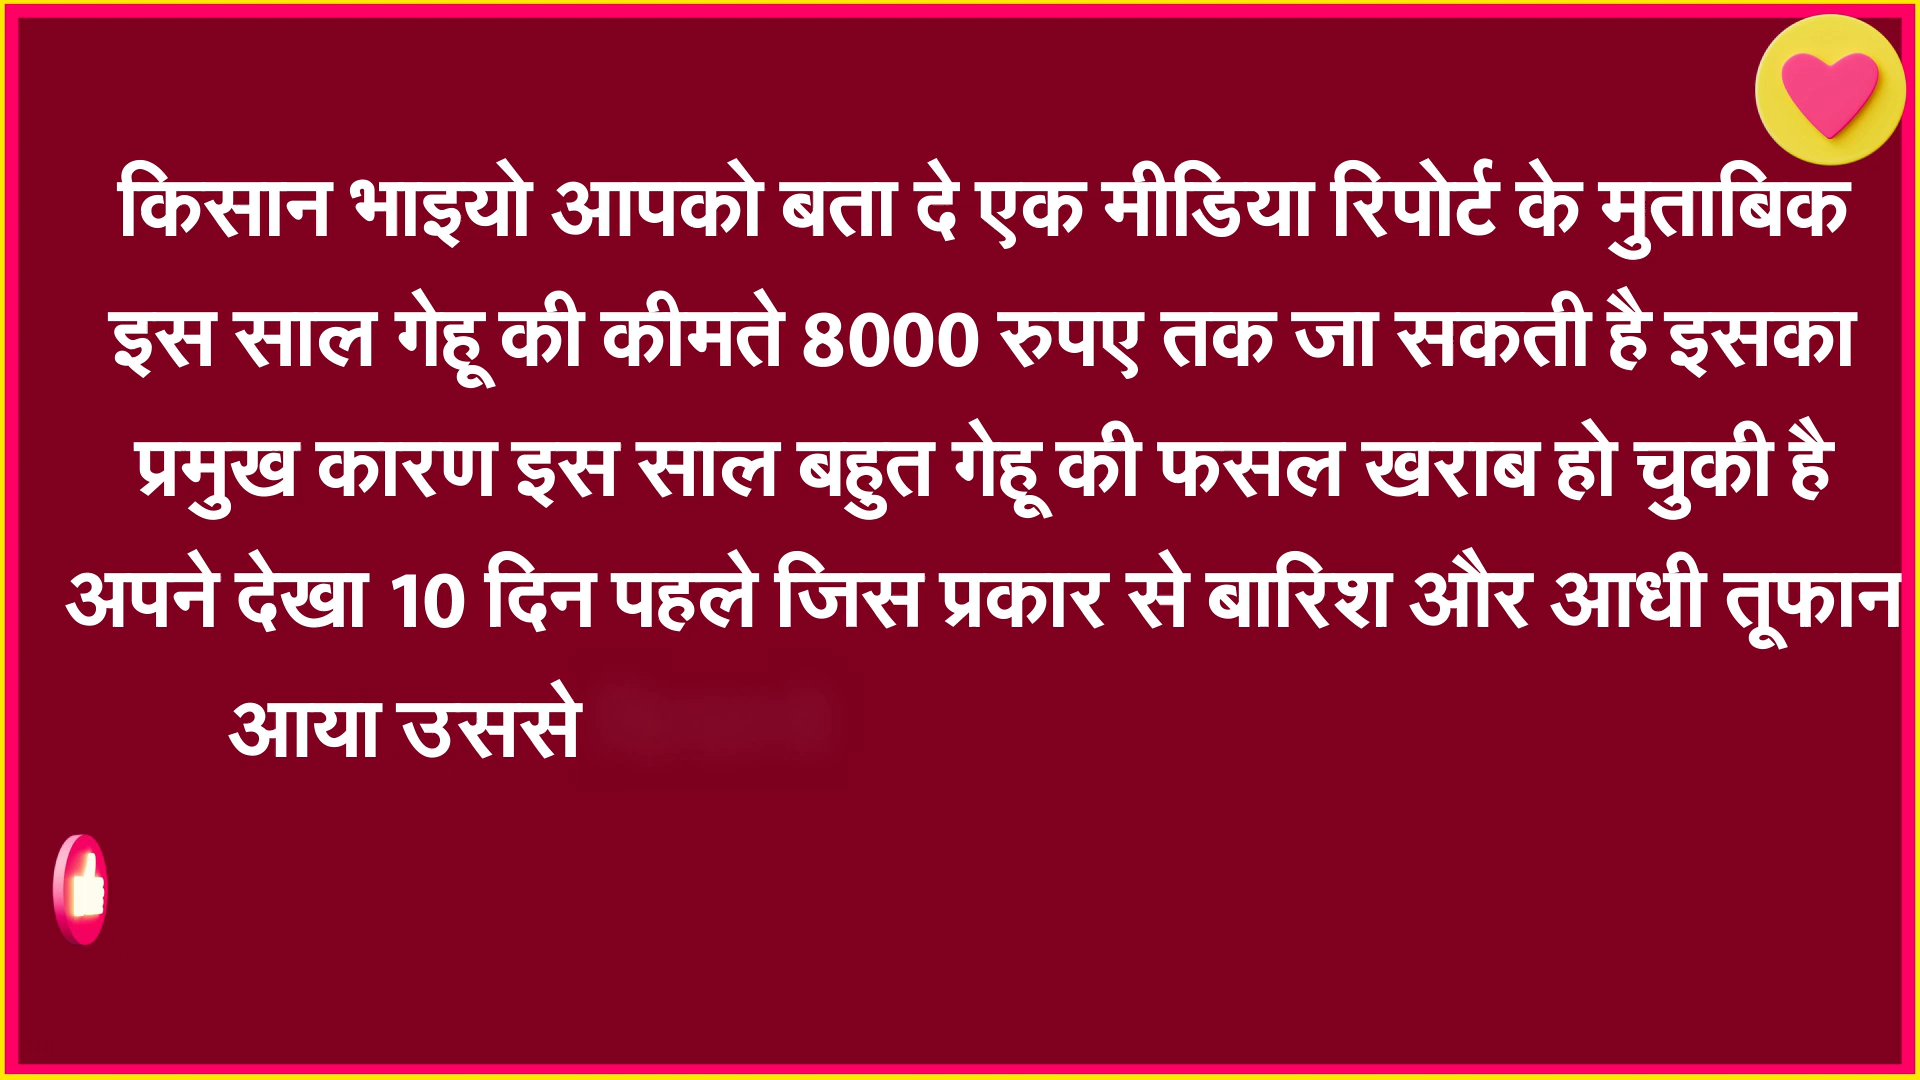 किसान भाइयो आपको बता दे एक मीडिया रिपोर्ट के मुताबिक
इस साल गेहू की कीमते 8000 रुपए तक जा सकती है इसका
प्रमुख कारण इस साल बहुत गेहू की फसल खराब हो चुकी है
अपने देखा 10 दिन पहले जिस प्रकार से बारिश और आधी तूफान
आया उससे